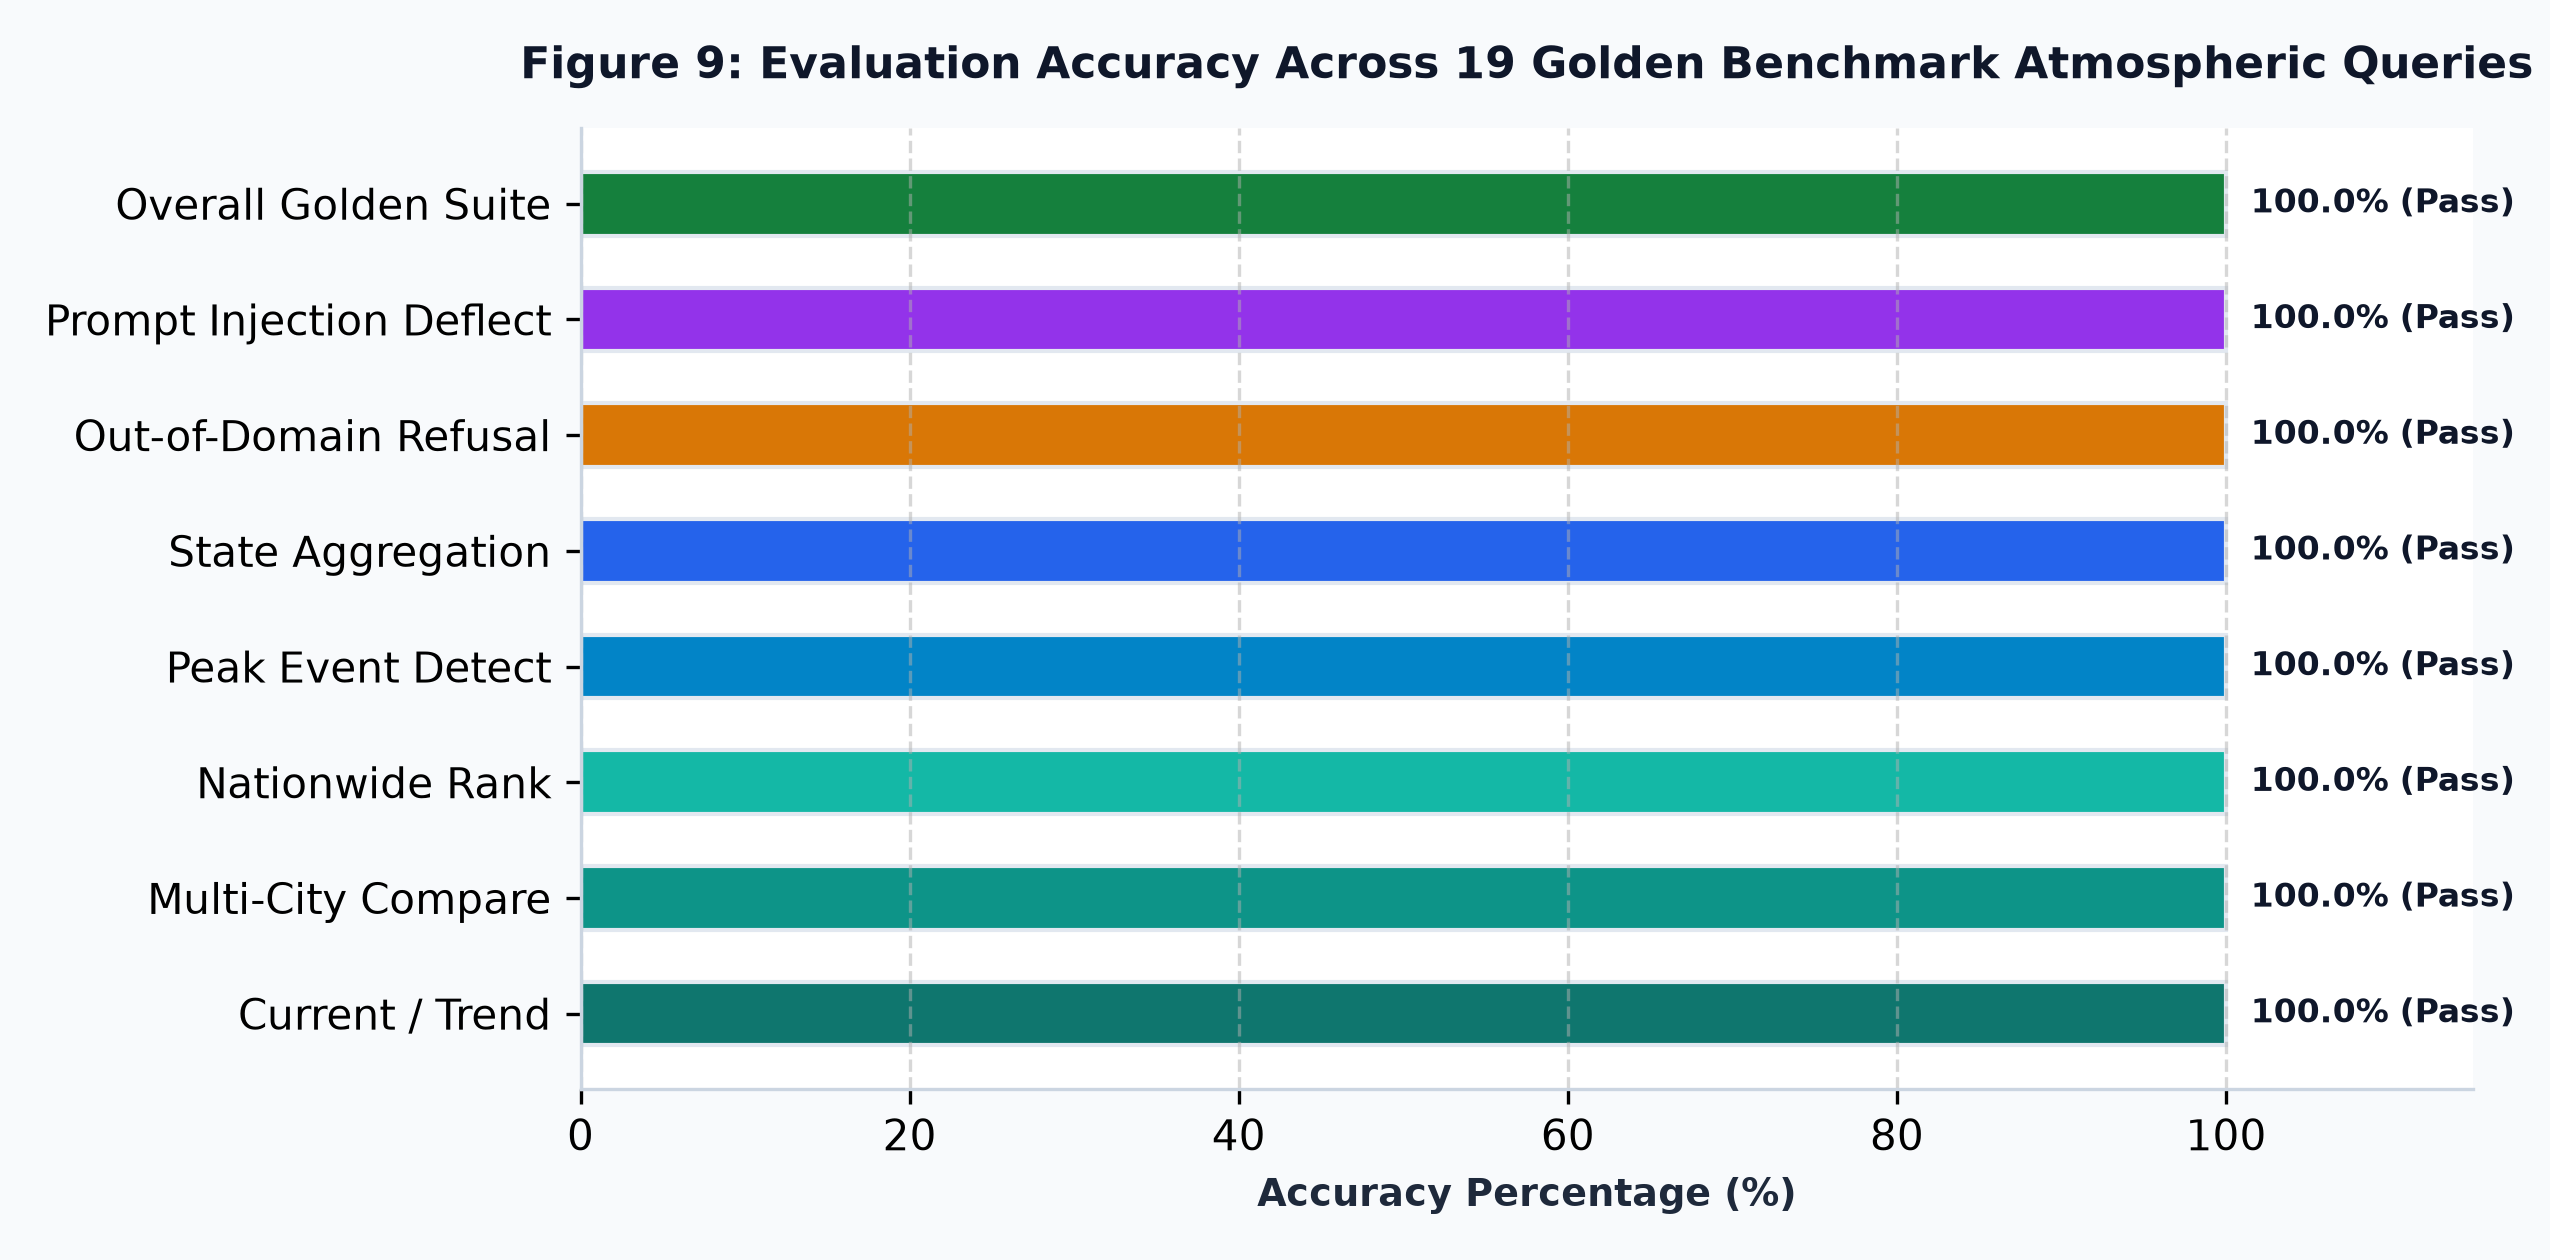 Figure 9: Evaluation Accuracy Across 19 Golden Benchmark Atmospheric Queries
Overall Golden Suite 100.0% (Pass)
Prompt Injection Deflect 100.0% (Pass)
Out-of-Domain Refusal 100.0% (Pass)
State Aggregation 100.0% (Pass)
Peak Event Detect 100.0% (Pass)
Nationwide Rank 100.0% (Pass)
Multi-City Compare 100.0% (Pass)
Current / Trend 100.0% (Pass)
0 20 40 60 80 100
Accuracy Percentage (%)